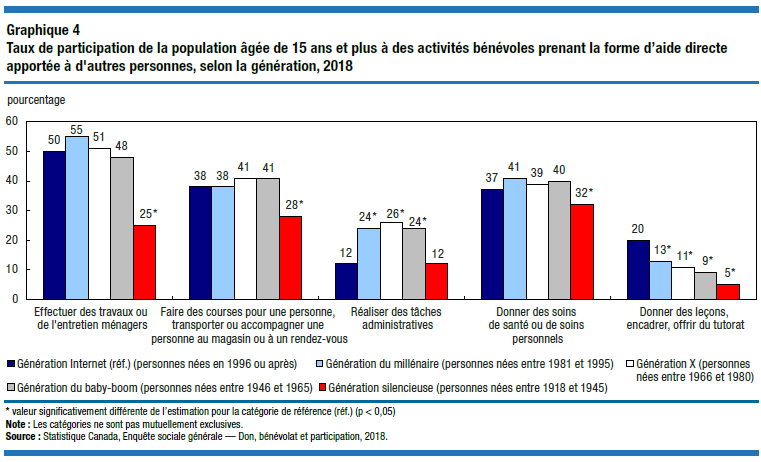 Graphique 4
Taux de participation de la population âgée de 15 ans et plus à des activités bénévoles prenant la forme d'aide directe
apportée à d'autres personnes, selon la génération, 2018
pourcentage
60
50
40
30
20
10
0
50 55 51 48 25*
38 38 41 41 28*
12 24* 26* 24* 12
37 41 39 40 32*
20 13* 11* 9* 5*
Effectuer des travaux ou
de l'entretien ménagers
Faire des courses pour une personne,
transporter ou accompagner une
personne au magasin ou à un rendez-vous
Réaliser des tâches
administratives
Donner des soins
de santé ou de soins
personnels
Donner des leçons,
encadrer, offrir du tutorat
Génération Internet (réf.) (personnes nées en 1996 ou après)
Génération du millénaire (personnes nées entre 1981 et 1995)
Génération X (personnes
nées entre 1966 et 1980)
Génération du baby-boom (personnes nées entre 1946 et 1965)
Génération silencieuse (personnes nées entre 1918 et 1945)
* valeur significativement différente de l'estimation pour la catégorie de référence (réf.) (p < 0,05)
Note : Les catégories ne sont pas mutuellement exclusives.
Source : Statistique Canada, Enquête sociale générale — Don, bénévolat et participation, 2018.